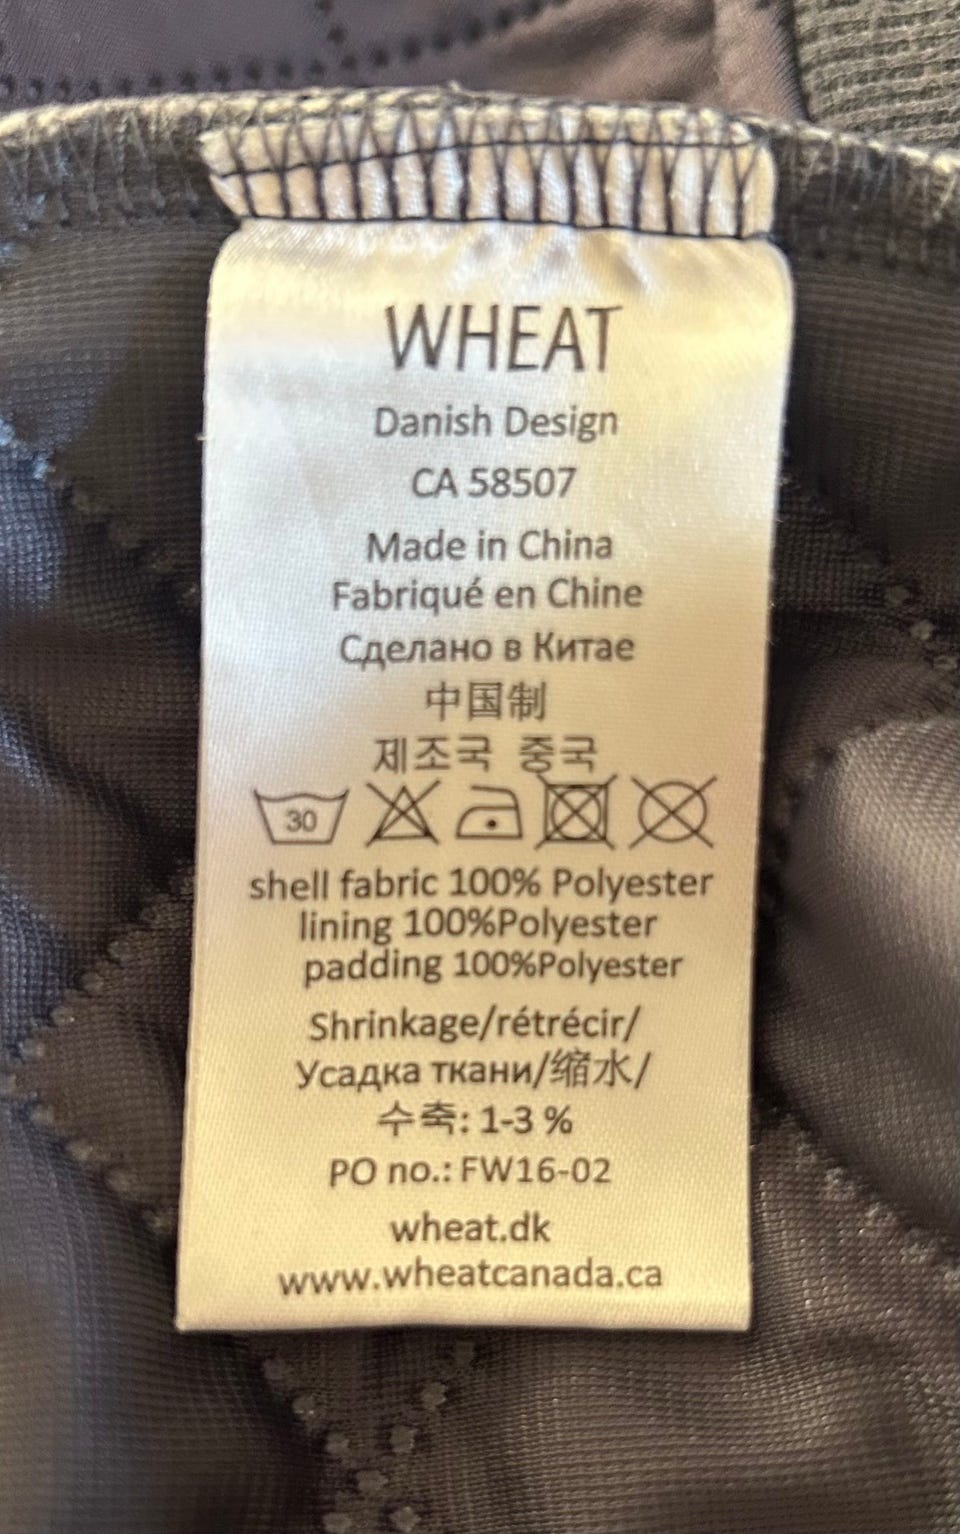 WHEAT
Danish Design
CA 58507
Made in China
Fabriqué en Chine
Сделано в Китае
中国制
제조국 중국
30
shell fabric 100% Polyester
lining 100%Polyester
padding 100%Polyester
Shrinkage/rétrécir/
Усадка ткани/缩水/
수축: 1-3 %
PO no.: FW16-02
wheat.dk
www.wheatcanada.ca